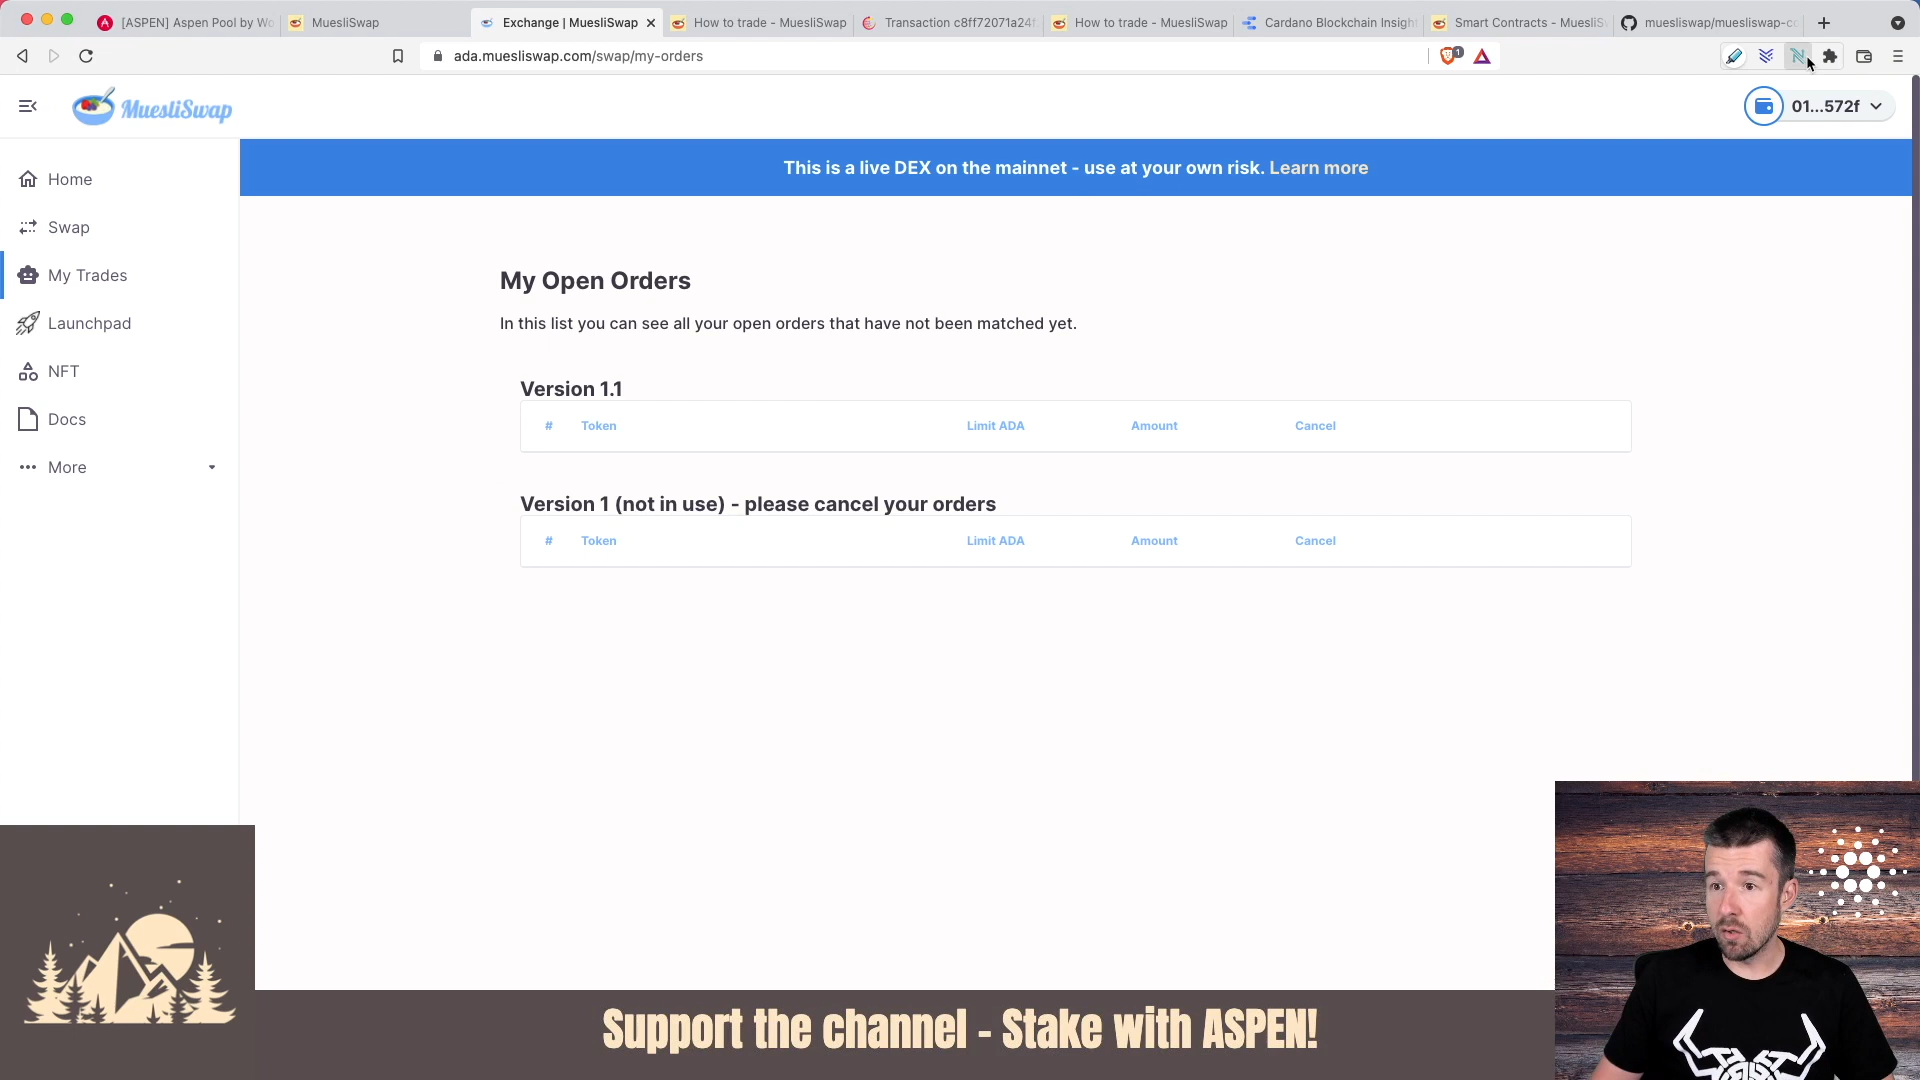 [ASPEN] Aspen Pool by Wo
MuesliSwap
Exchange | MuesliSwap
How to trade - MuesliSwap
Transaction c8ff72071a24f
How to trade - MuesliSwap
Cardano Blockchain Insight
Smart Contracts - MuesliS
muesliswap/muesliswap-co
ada.muesliswap.com/swap/my-orders
1
MuesliSwap
01...572f
Home
Swap
My Trades
Launchpad
NFT
Docs
More
This is a live DEX on the mainnet - use at your own risk. Learn more
My Open Orders
In this list you can see all your open orders that have not been matched yet.
Version 1.1
# Token Limit ADA Amount Cancel
Version 1 (not in use) - please cancel your orders
# Token Limit ADA Amount Cancel
Support the channel - Stake with ASPEN!